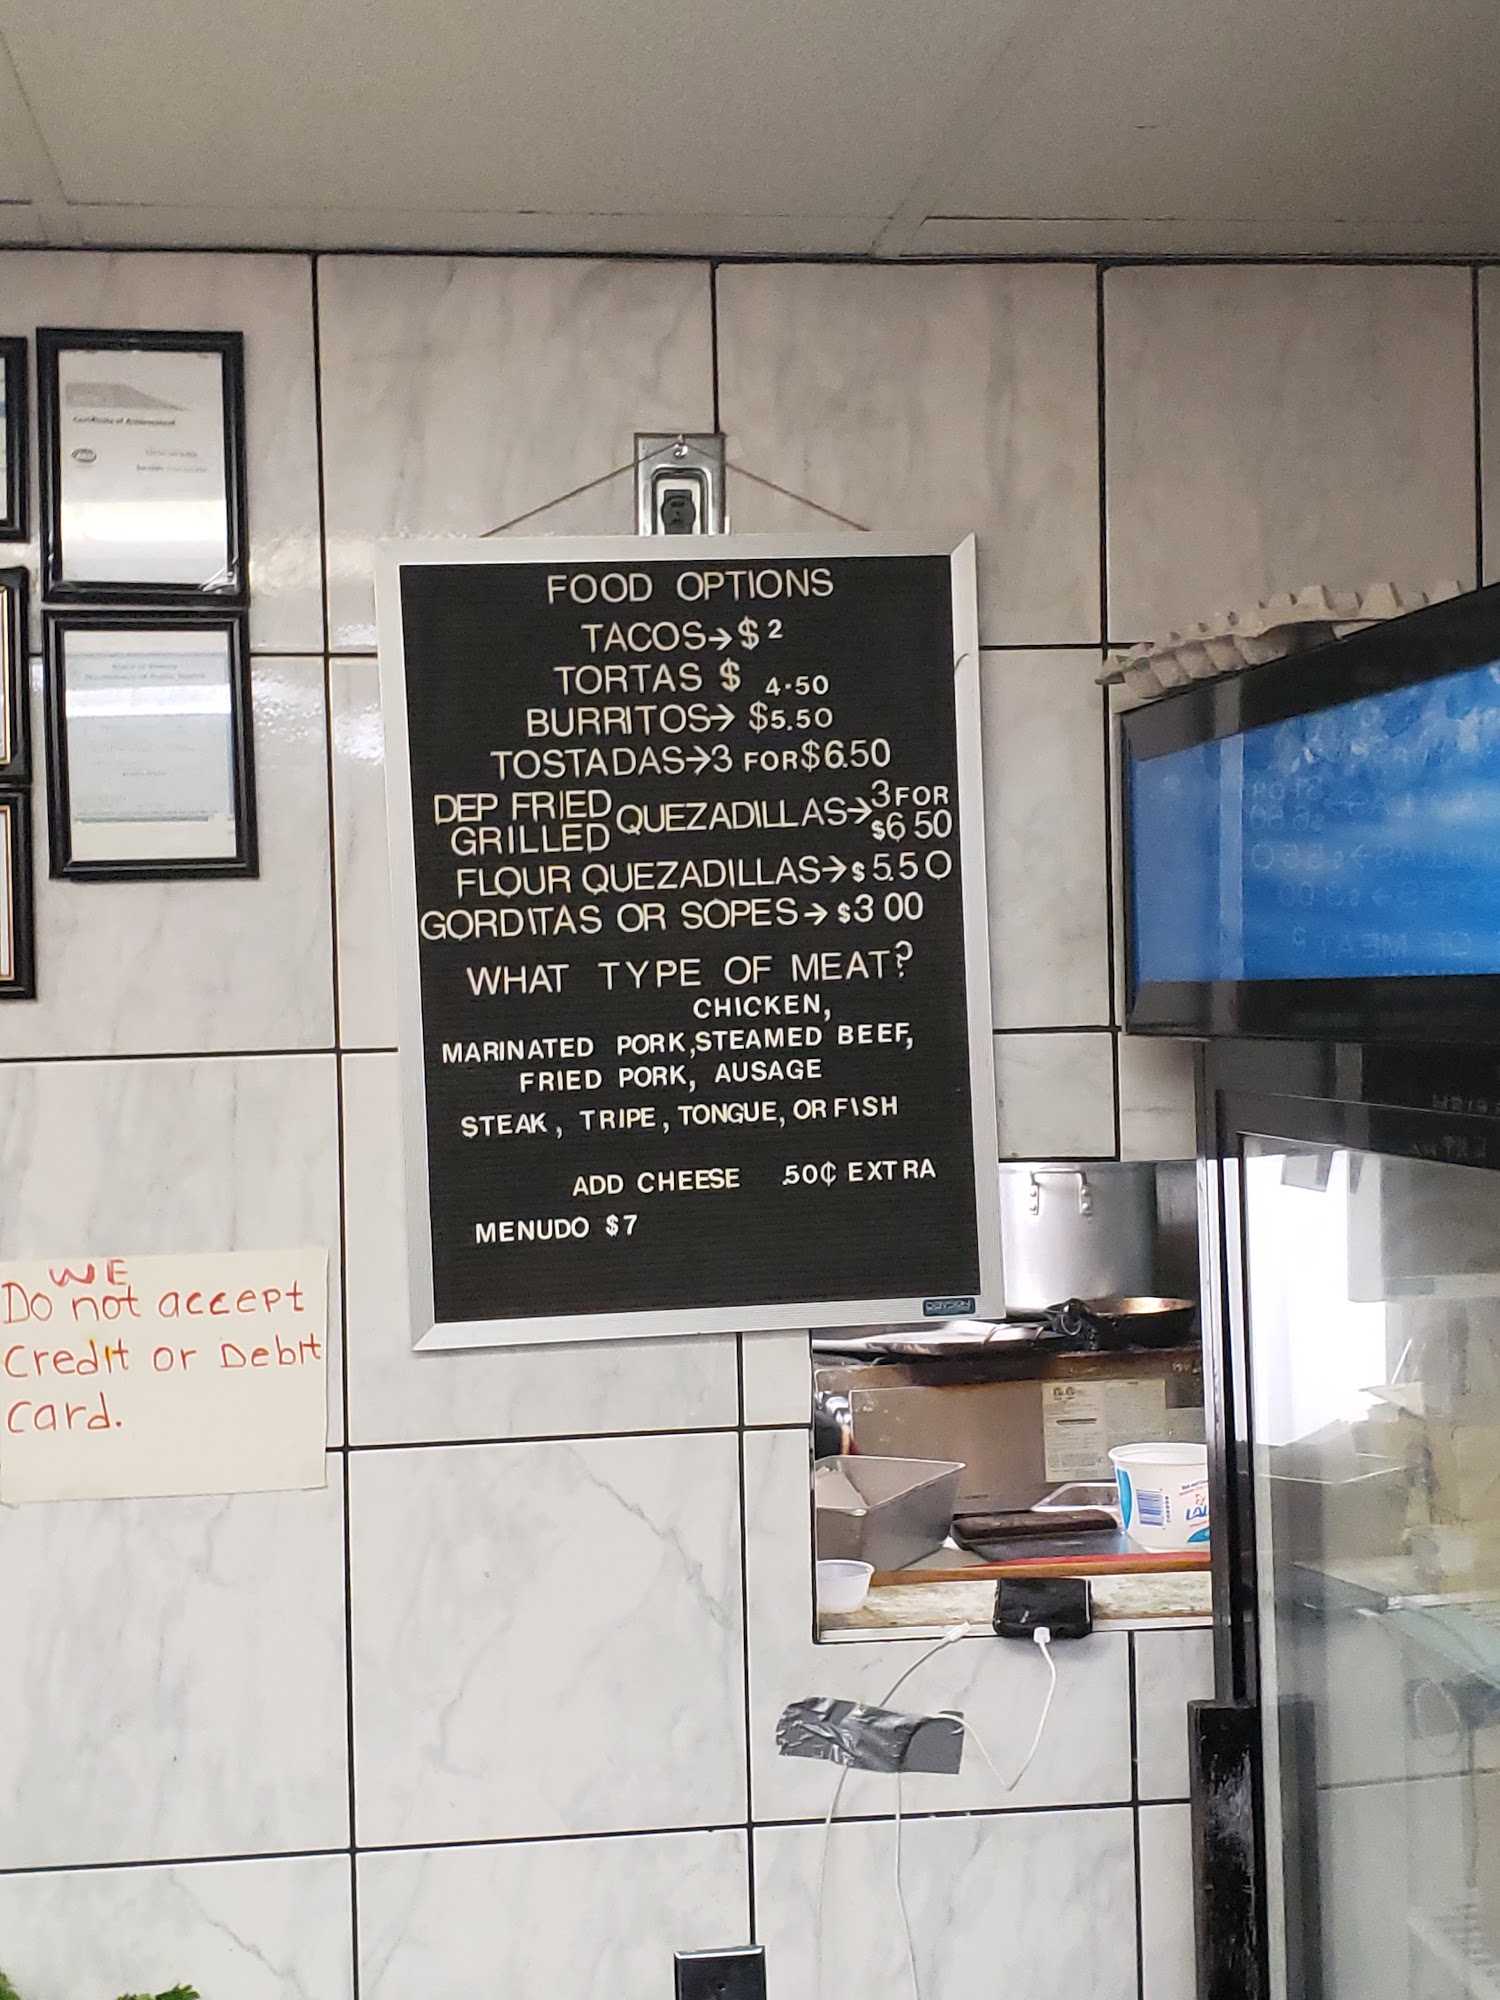 Certificate of Achievement
FOOD OPTIONS
TACOS→$2
TORTAS $ 4.50
BURRITOS→ $5.50
TOSTADAS→3 FOR $6.50
DEP FRIED
GRILLED
QUEZADILLAS→
3 FOR
$6 50
FLOUR QUEZADILLAS→$5.50
GORDITAS OR SOPES→$3 00
WHAT TYPE OF MEAT?
CHICKEN,
MARINATED PORK, STEAMED BEEF,
FRIED PORK, AUSAGE
STEAK, TRIPE, TONGUE, OR FISH
ADD CHEESE .50¢ EXTRA
MENUDO $7
WE
Do not accept
Credit or Debit
Card.